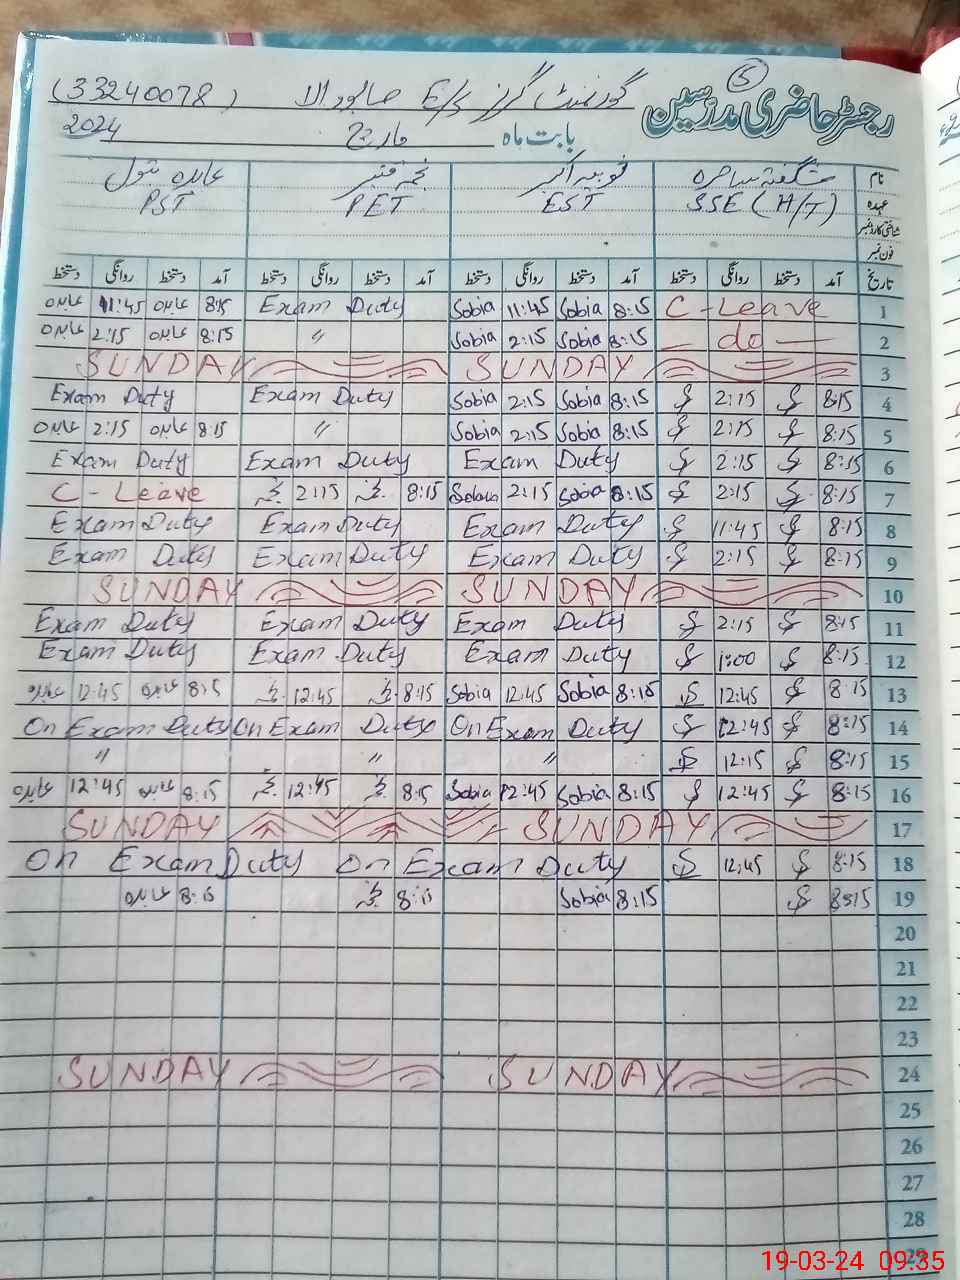 5
رجسٹر حاضری مدرسین گورنمنٹ گرلز E/S (33240078)
بابت ماہ مارچ 2024
نام شگفتہ ساجدہ
عہدہ SSE (H/T) EST PET PST
شناختی کارڈ نمبر
فون نمبر
تاریخ آمد دستخط روانگی دستخط آمد دستخط روانگی دستخط آمد دستخط روانگی دستخط آمد دستخط روانگی دستخط
عابدہ 11:45 عابدہ 8:15 Exam Duty Sobia 11:45 Sobia 8:15 C-Leave 1
عابدہ 2:15 عابدہ 8:15 〃 Sobia 2:15 Sobia 8:15 — do — 2
SUNDAY SUNDAY 3
Exam Duty Exam Duty Sobia 2:15 Sobia 8:15 2:15 8:15 4
عابدہ 2:15 عابدہ 8:15 〃 Sobia 2:15 Sobia 8:15 2:15 8:15 5
Exam Duty Exam Duty Exam Duty 2:15 8:15 6
C-Leave 2:15 8:15 Sobia 2:15 Sobia 8:15 2:15 8:15 7
Exam Duty Exam Duty Exam Duty 11:45 8:15 8
Exam Duty Exam Duty Exam Duty 2:15 8:15 9
SUNDAY SUNDAY 10
Exam Duty Exam Duty Exam Duty 2:15 8:15 11
Exam Duty Exam Duty Exam Duty 1:00 8:15 12
عابدہ 12:45 عابدہ 8:15 12:45 8:15 Sobia 12:45 Sobia 8:15 12:45 8:15 13
On Exam Duty On Exam Duty On Exam Duty 12:45 8:15 14
〃 〃 〃 12:15 8:15 15
عابدہ 12:45 عابدہ 8:15 12:45 8:15 Sobia 12:45 Sobia 8:15 12:45 8:15 16
SUNDAY SUNDAY 17
On Exam Duty On Exam Duty 12:45 8:15 18
عابدہ 8:15 8:15 Sobia 8:15 8:15 19
20
21
22
23
SUNDAY SUNDAY 24
25
26
27
28
29
19-03-24 09:35